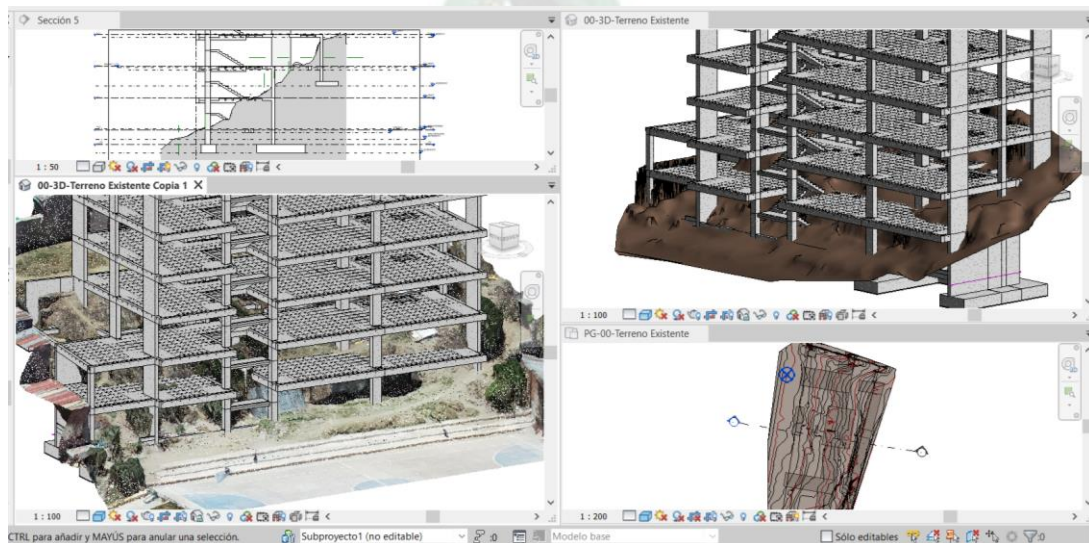 Sección 5
1 : 50
00-3D-Terreno Existente
1 : 100
00-3D-Terreno Existente Copia 1
1 : 100
PG-00-Terreno Existente
1 : 200
CTRL para añadir y MAYÚS para anular una selección.
Subproyecto1 (no editable)
:0
Modelo base
Sólo editables
:0